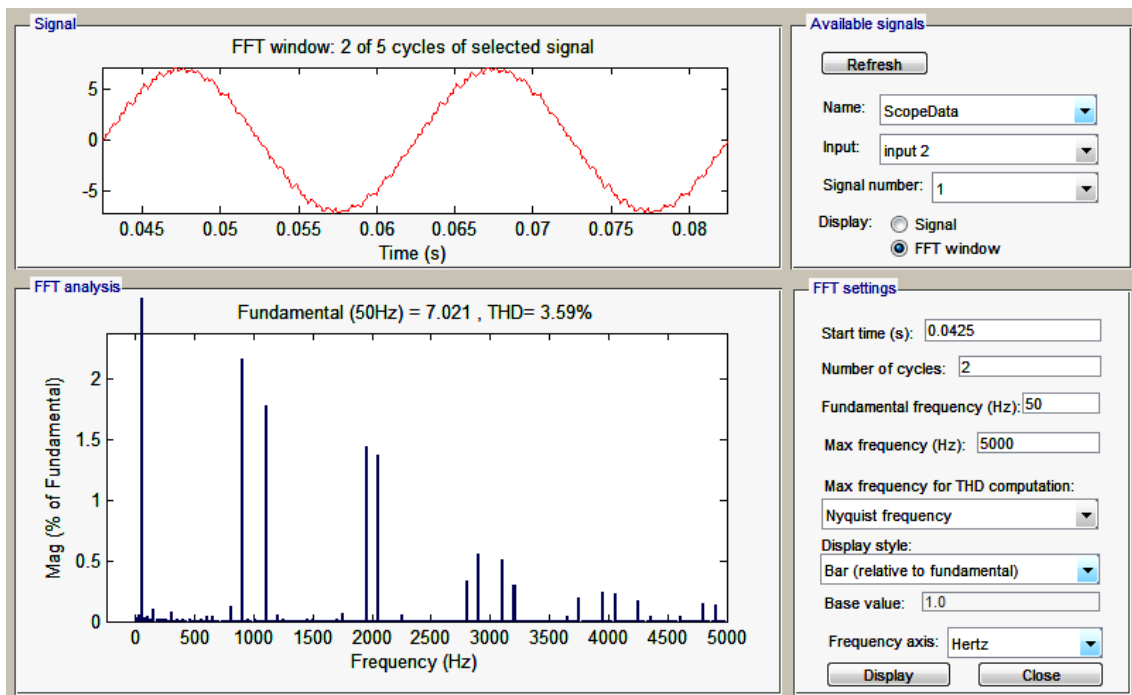 Signal
FFT window: 2 of 5 cycles of selected signal
5
0
-5
0.045 0.05 0.055 0.06 0.065 0.07 0.075 0.08
Time (s)
Available signals
Refresh
Name: ScopeData
Input: input 2
Signal number: 1
Display: Signal
FFT window
FFT analysis
Fundamental (50Hz) = 7.021 , THD= 3.59%
Mag (% of Fundamental)
2
1.5
1
0.5
0
0 500 1000 1500 2000 2500 3000 3500 4000 4500 5000
Frequency (Hz)
FFT settings
Start time (s): 0.0425
Number of cycles: 2
Fundamental frequency (Hz): 50
Max frequency (Hz): 5000
Max frequency for THD computation:
Nyquist frequency
Display style:
Bar (relative to fundamental)
Base value: 1.0
Frequency axis: Hertz
Display Close